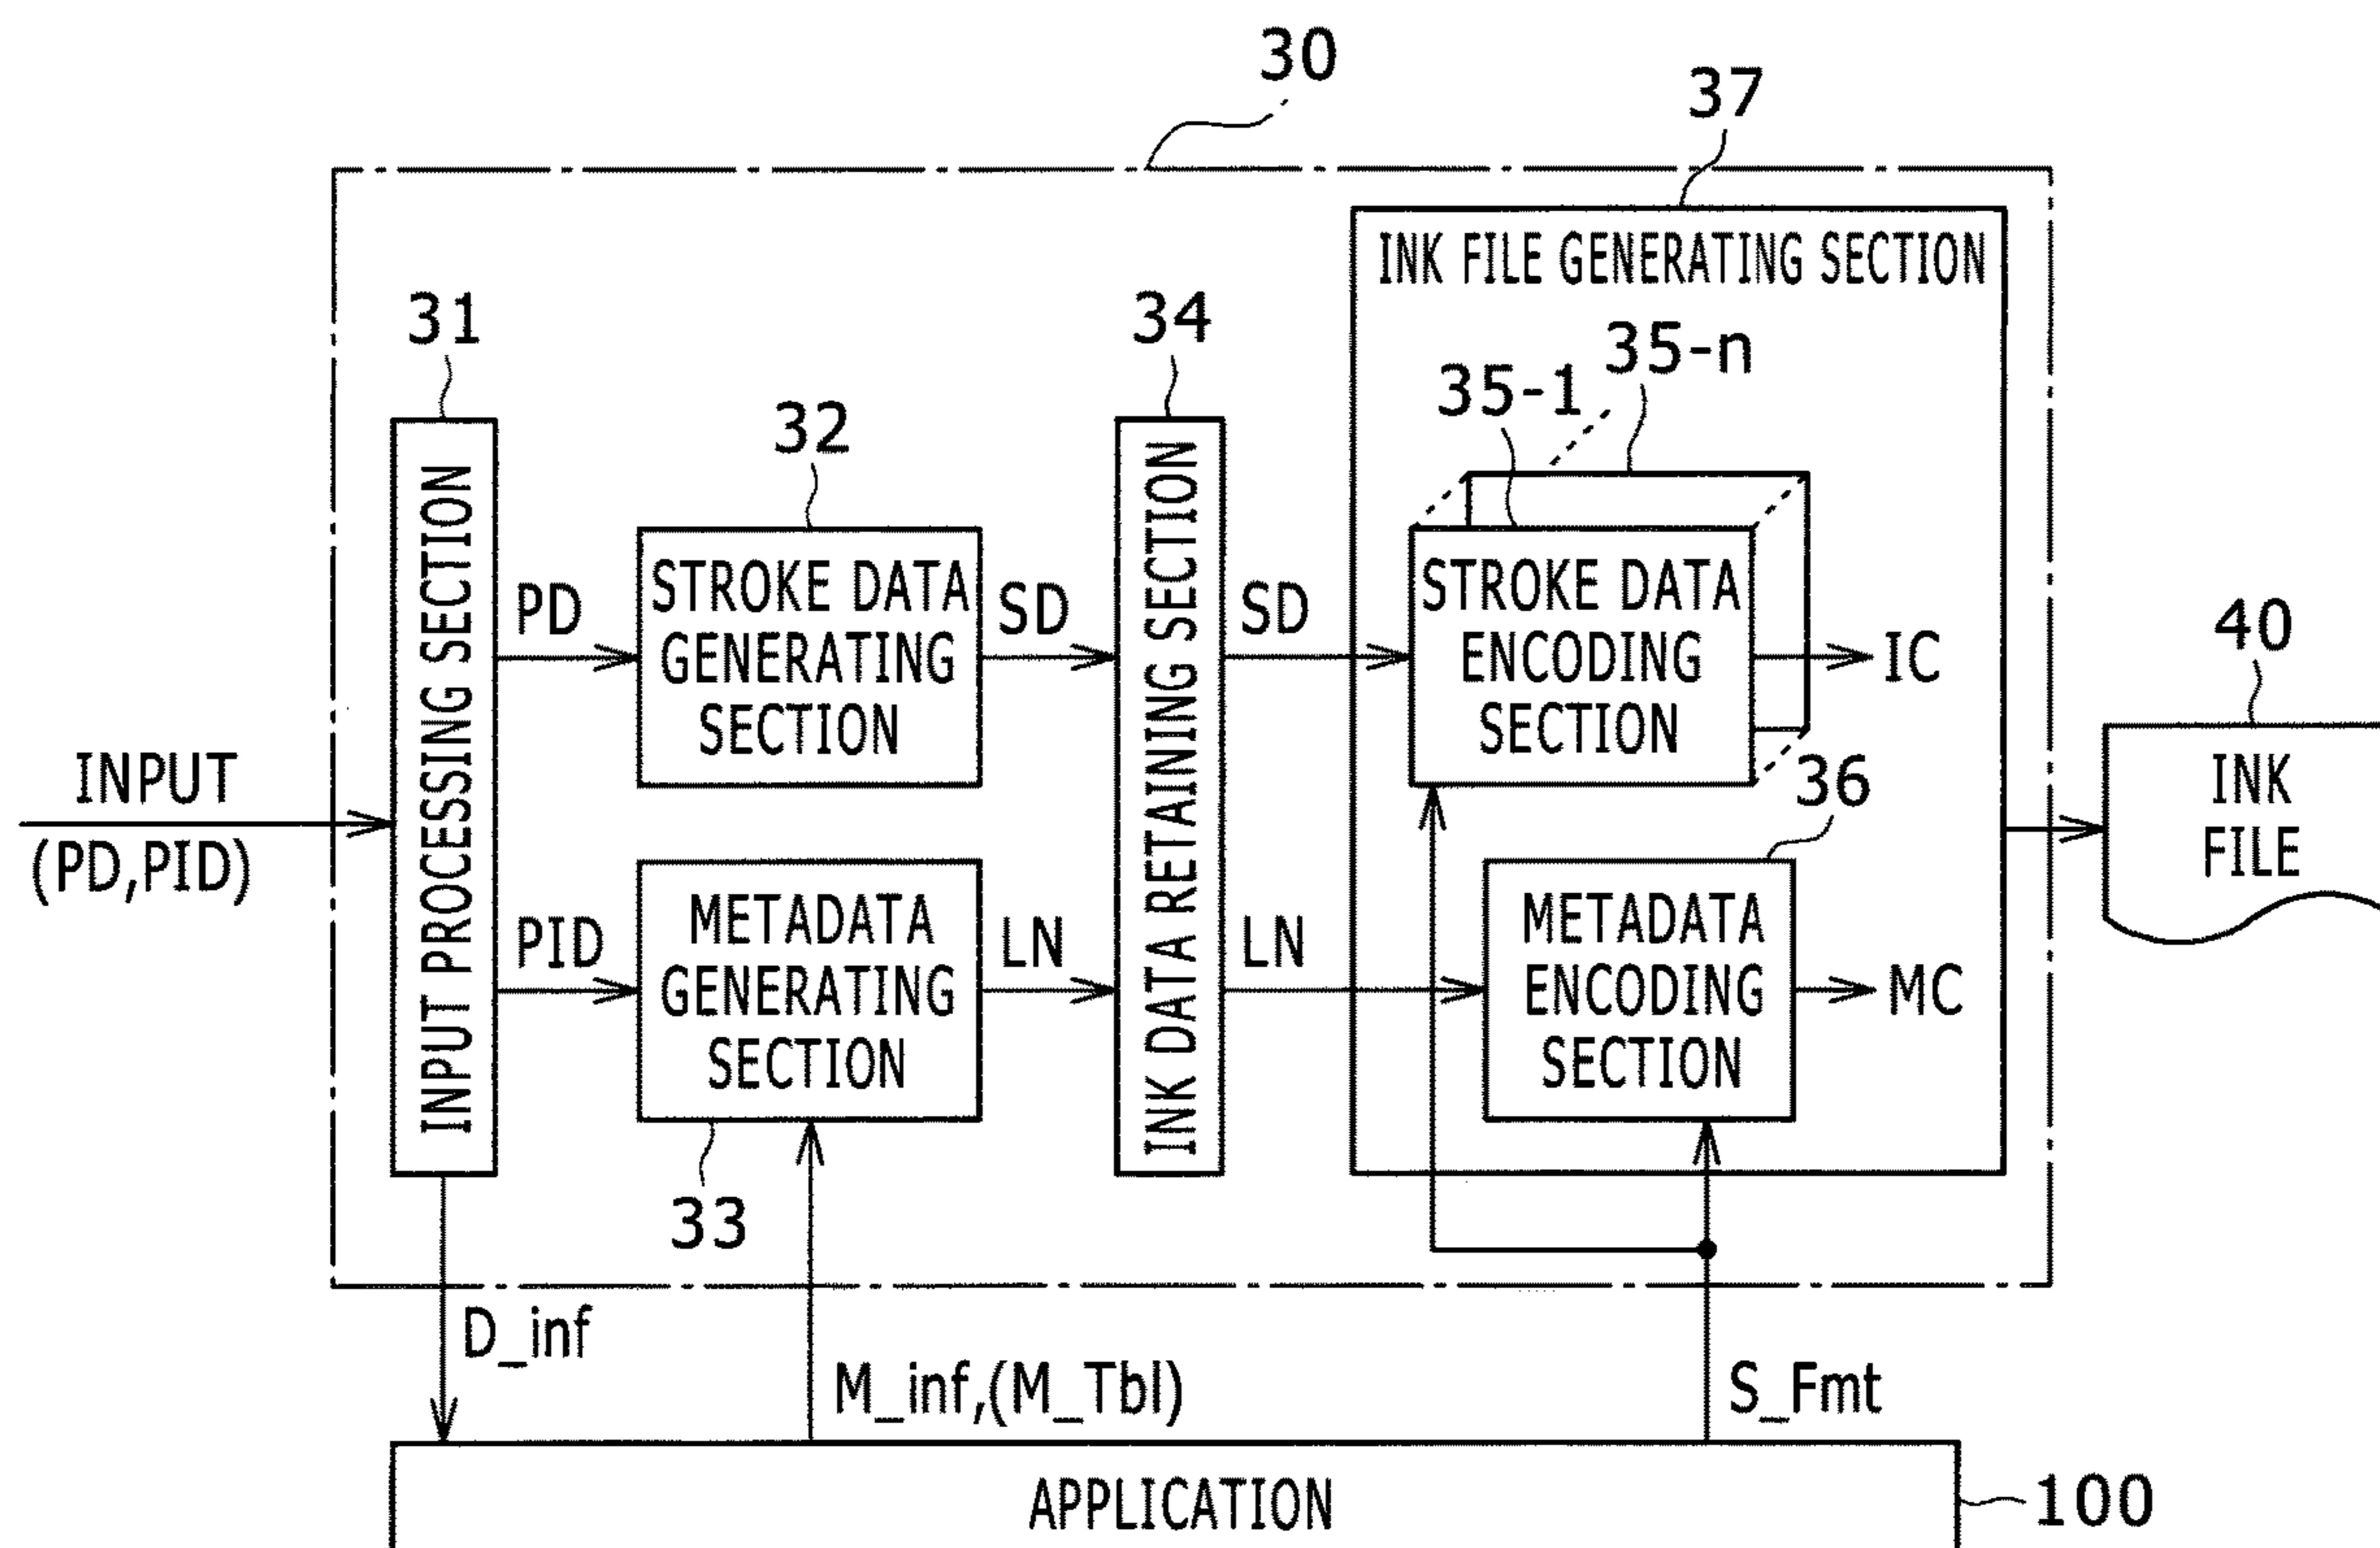 30
37
INK FILE GENERATING SECTION
31
34
35-n
35-1
32
INPUT PROCESSING SECTION
PD
STROKE DATA
GENERATING
SECTION
SD
INK DATA RETAINING SECTION
SD
STROKE DATA
ENCODING
SECTION
IC
40
INK
FILE
INPUT
(PD,PID)
36
PID
METADATA
GENERATING
SECTION
LN
LN
METADATA
ENCODING
SECTION
MC
33
D_inf
M_inf,(M_Tbl)
S_Fmt
APPLICATION
100